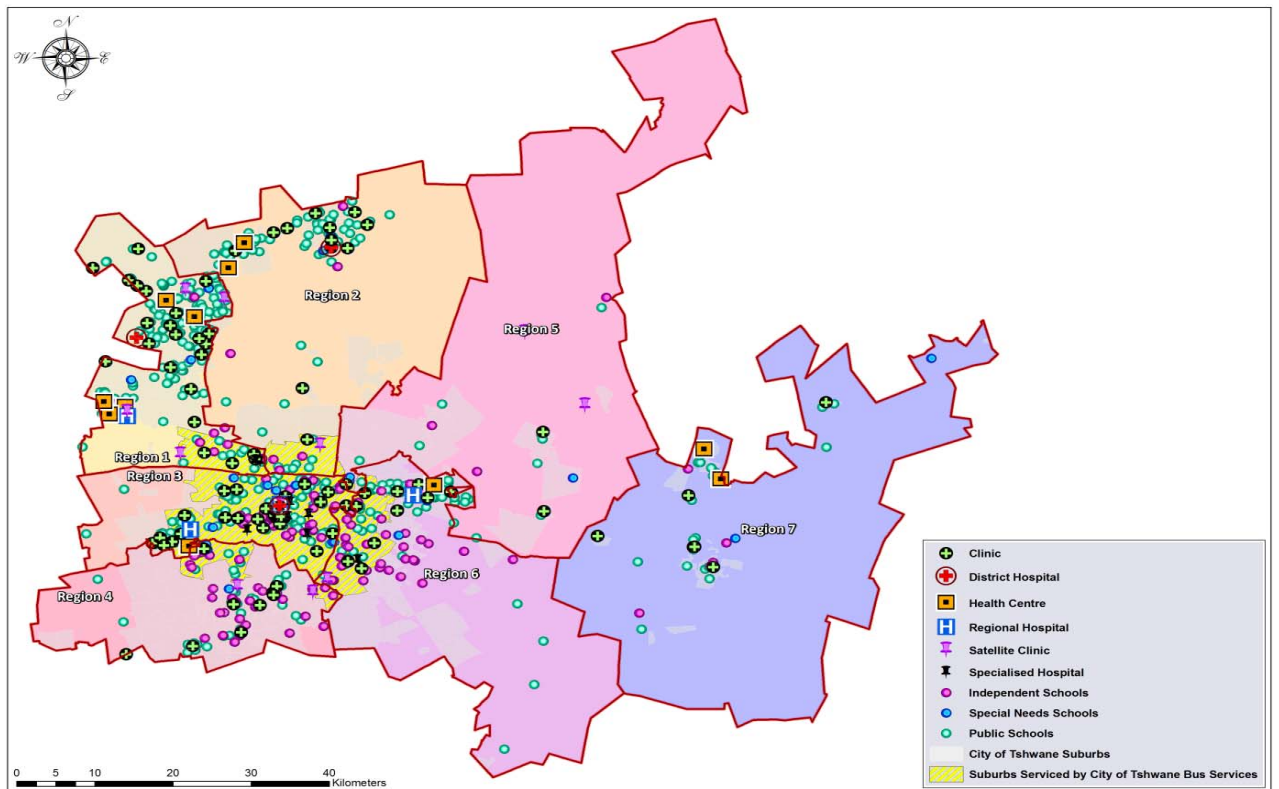 N
W
E
S
Region 2
Region 5
Region 1
Region 3
Region 7
Region 6
Region 4
Clinic
District Hospital
Health Centre
H Regional Hospital
Satellite Clinic
Specialised Hospital
Independent Schools
Special Needs Schools
Public Schools
City of Tshwane Suburbs
Suburbs Serviced by City of Tshwane Bus Services
0 5 10 20 30 40
Kilometers
H
H
H